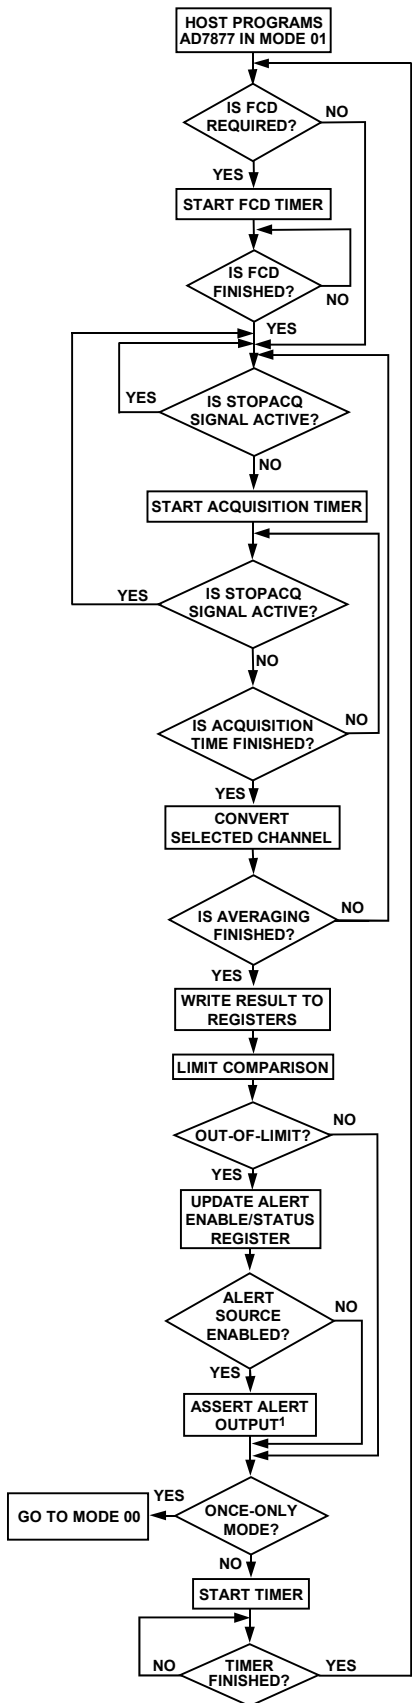 HOST PROGRAMS
AD7877 IN MODE 01
IS FCD
REQUIRED?
NO
YES
START FCD TIMER
IS FCD
FINISHED?
NO
YES
IS STOPACQ
SIGNAL ACTIVE?
YES
NO
START ACQUISITION TIMER
IS STOPACQ
SIGNAL ACTIVE?
YES
NO
IS ACQUISITION
TIME FINISHED?
NO
YES
CONVERT
SELECTED CHANNEL
IS AVERAGING
FINISHED?
NO
YES
WRITE RESULT TO
REGISTERS
LIMIT COMPARISON
OUT-OF-LIMIT?
NO
YES
UPDATE ALERT
ENABLE/STATUS
REGISTER
ALERT
SOURCE
ENABLED?
NO
YES
ASSERT ALERT
OUTPUT¹
ONCE-ONLY
MODE?
YES
GO TO MODE 00
NO
START TIMER
TIMER
FINISHED?
NO
YES